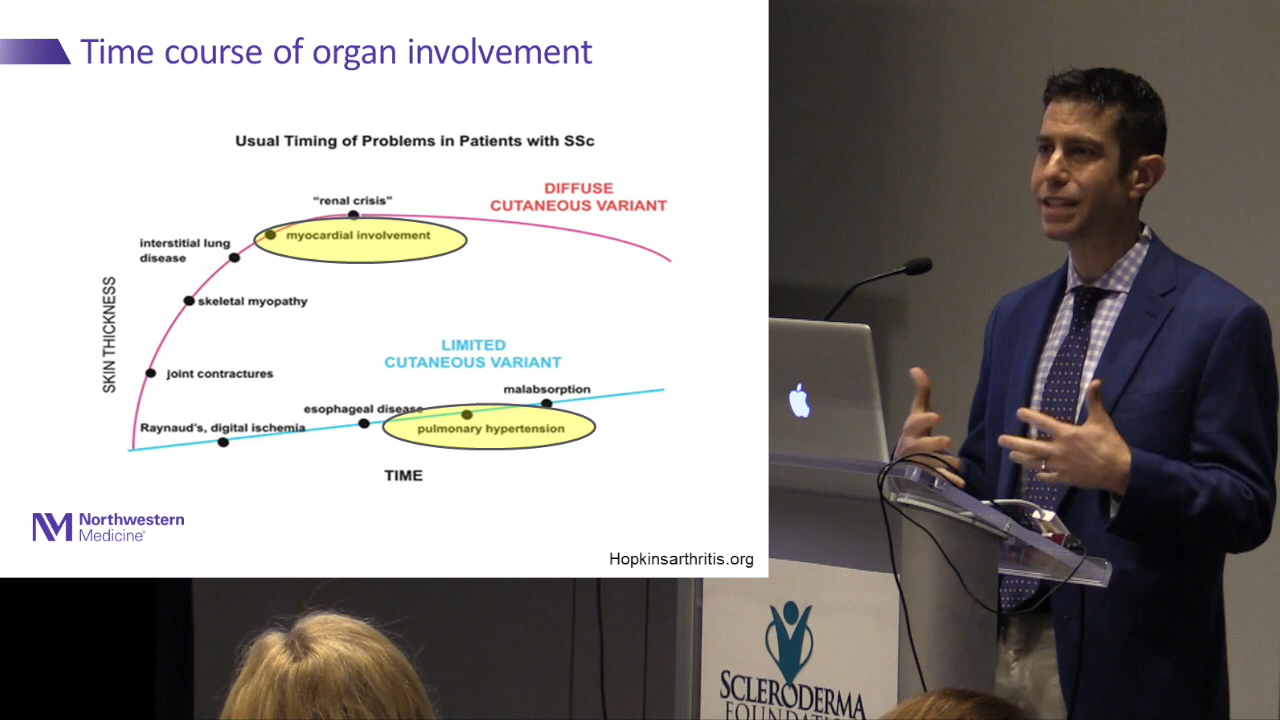 Time course of organ involvement
Usual Timing of Problems in Patients with SSc
DIFFUSE
CUTANEOUS VARIANT
"renal crisis"
myocardial involvement
interstitial lung
disease
skeletal myopathy
SKIN THICKNESS
LIMITED
CUTANEOUS VARIANT
joint contractures
malabsorption
esophageal disease
Raynaud's, digital ischemia
pulmonary hypertension
TIME
NM Northwestern
Medicine
Hopkinsarthritis.org
SCLERODERMA
FOUNDATION